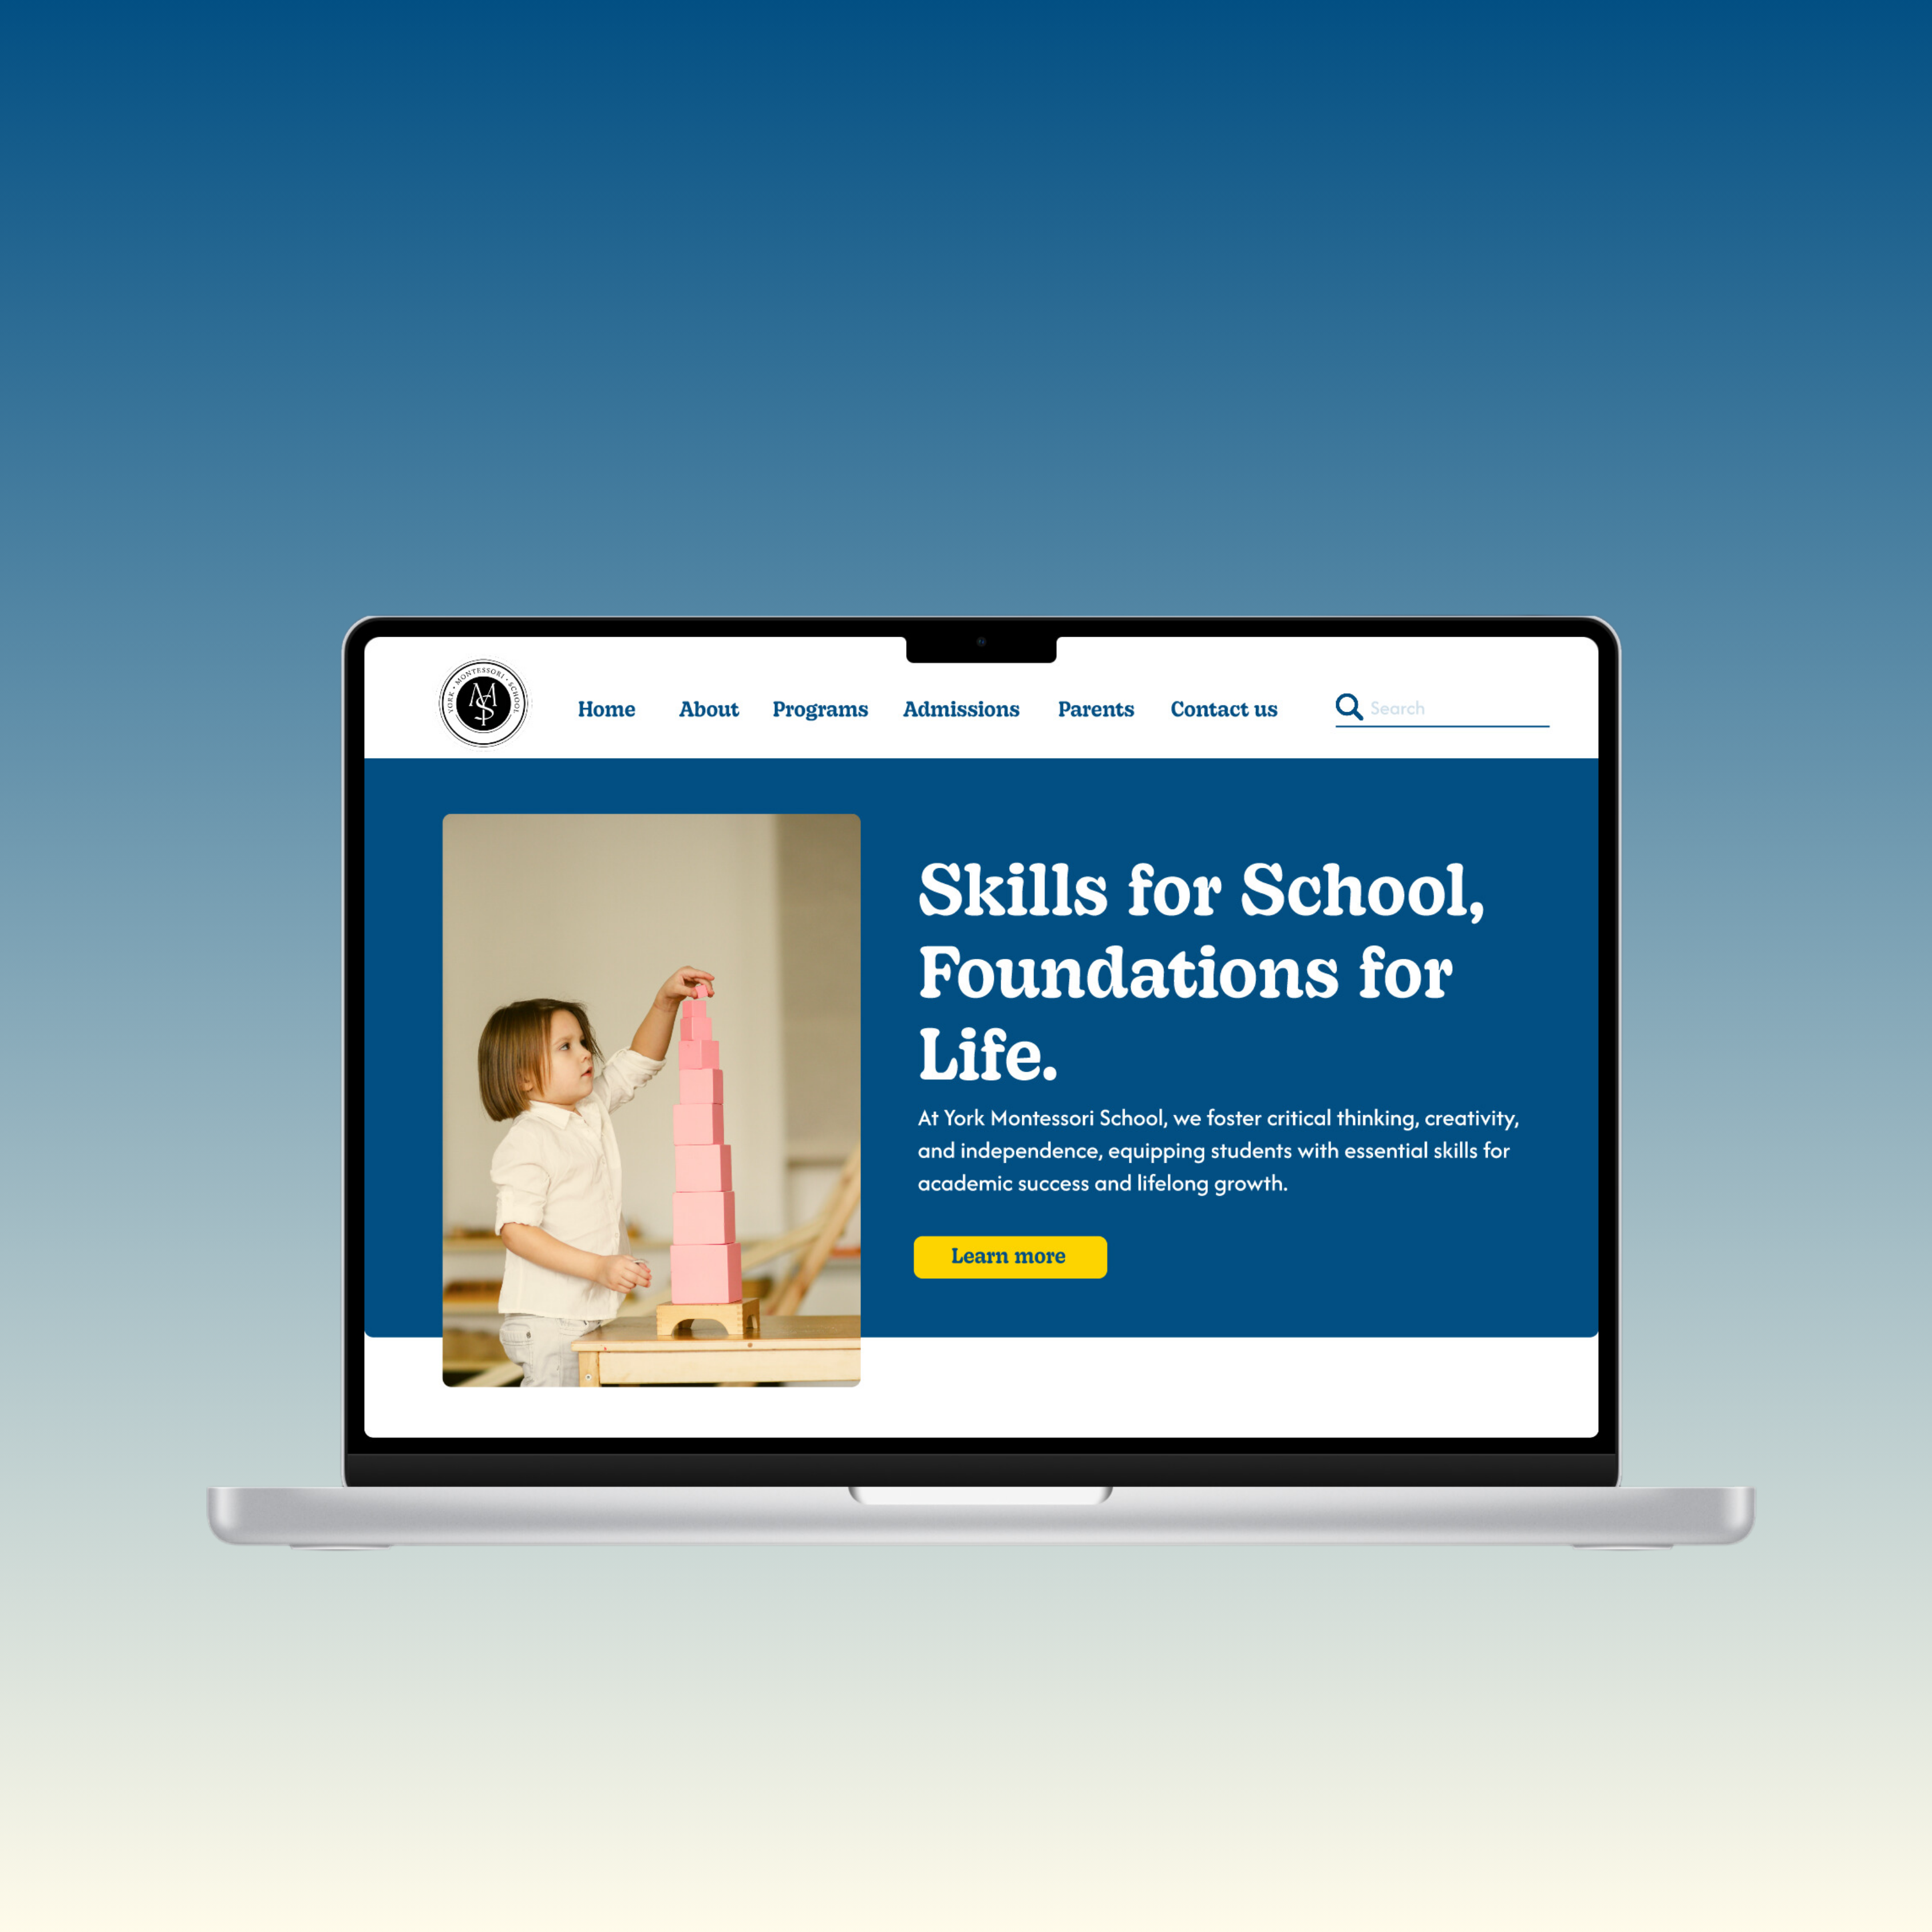 YORK • MONTESSORI • SCHOOL
YMS
Home About Programs Admissions Parents Contact us Search
Skills for School,
Foundations for
Life.
At York Montessori School, we foster critical thinking, creativity,
and independence, equipping students with essential skills for
academic success and lifelong growth.
Learn more